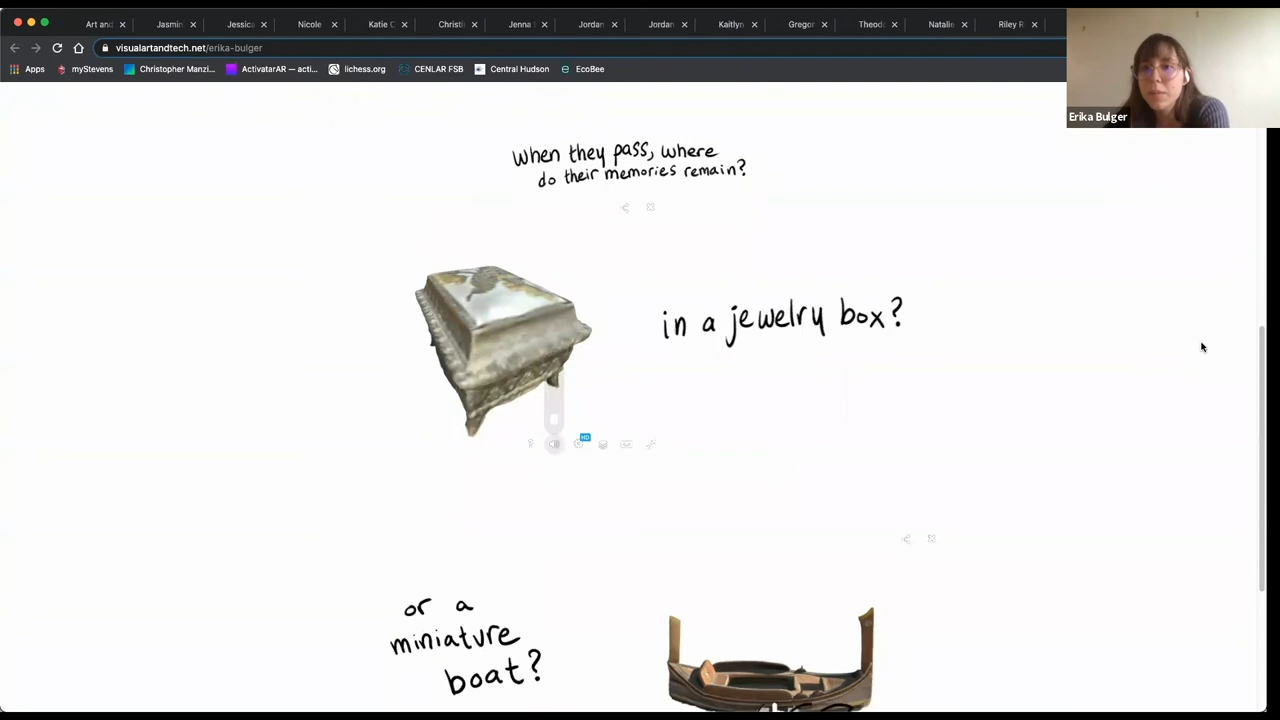 Art and
Jasmin
Jessica
Nicole
Katie C
Christi
Jenna
Jordan
Jordan
Kaitlyn
Gregor
Theodo
Natalie
Riley R
visualartandtech.net/erika-bulger
Apps
myStevens
Christopher Manzi...
ActivatarAR — acti...
lichess.org
CENLAR FSB
Central Hudson
EcoBee
Erika Bulger
When they pass, where
do their memories remain?
in a jewelry box?
?
HD
or a
miniature
boat?